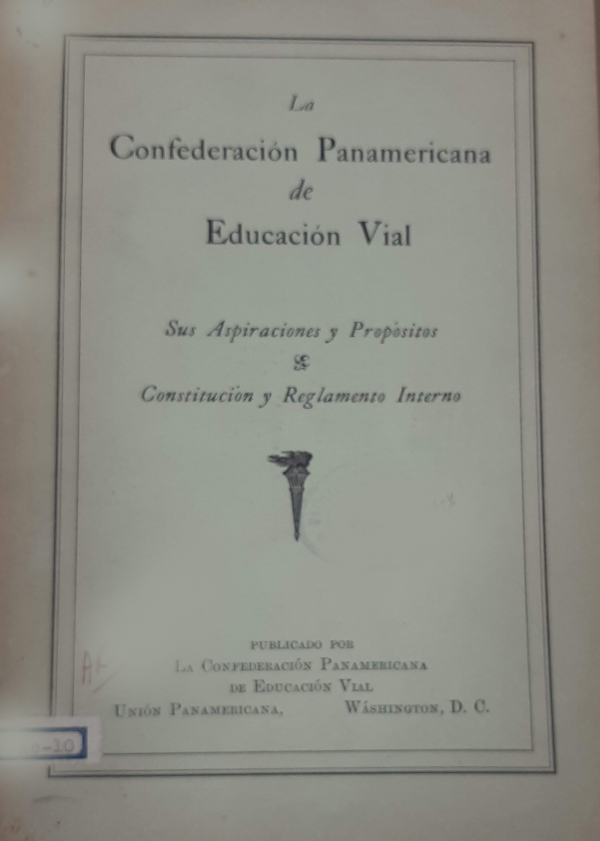 La
Confederación Panamericana
de
Educación Vial
Sus Aspiraciones y Propósitos
Constitución y Reglamento Interno
PUBLICADO POR
LA CONFEDERACIÓN PANAMERICANA
DE EDUCACIÓN VIAL
UNIÓN PANAMERICANA, WÁSHINGTON, D. C.
-10